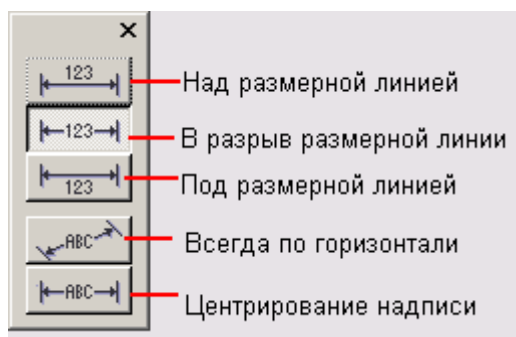 123
Над размерной линией
123
В разрыв размерной линии
123
Под размерной линией
ABC
Всегда по горизонтали
ABC
Центрирование надписи